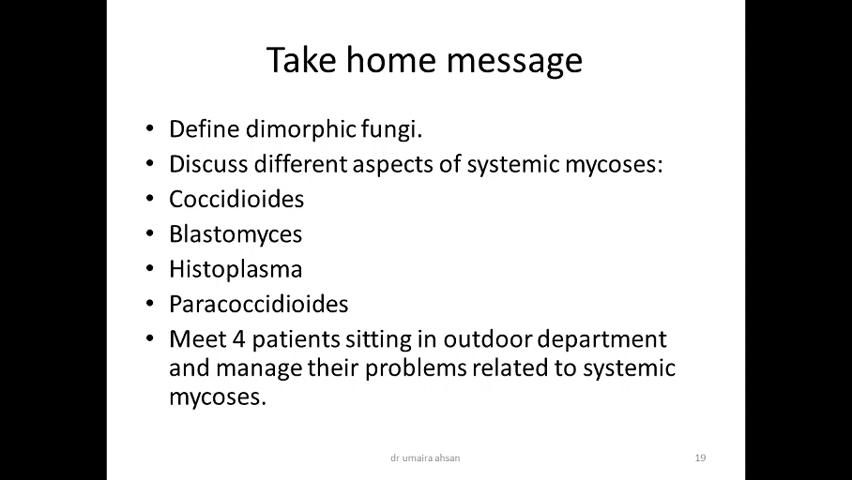 Take home message
• Define dimorphic fungi.
• Discuss different aspects of systemic mycoses:
• Coccidioides
• Blastomyces
• Histoplasma
• Paracoccidioides
• Meet 4 patients sitting in outdoor department
and manage their problems related to systemic
mycoses.
dr umaira ahsan
19